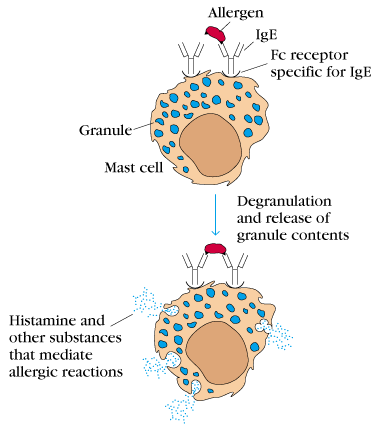 Allergen
IgE
Fc receptor
specific for IgE
Granule
Mast cell
Degranulation
and release of
granule contents
Histamine and
other substances
that mediate
allergic reactions